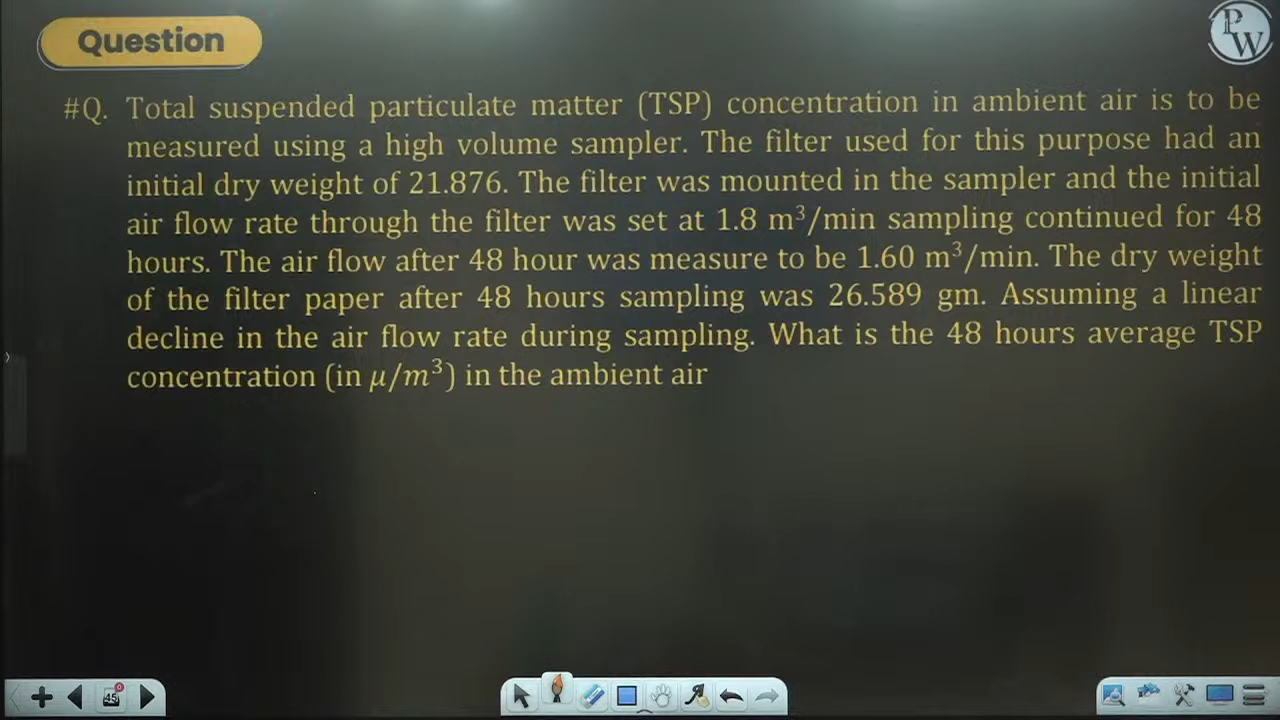 Question
PW
#Q. Total suspended particulate matter (TSP) concentration in ambient air is to be
measured using a high volume sampler. The filter used for this purpose had an
initial dry weight of 21.876. The filter was mounted in the sampler and the initial
air flow rate through the filter was set at 1.8 m³/min sampling continued for 48
hours. The air flow after 48 hour was measure to be 1.60 m³/min. The dry weight
of the filter paper after 48 hours sampling was 26.589 gm. Assuming a linear
decline in the air flow rate during sampling. What is the 48 hours average TSP
concentration (in μ/m³) in the ambient air
45
0